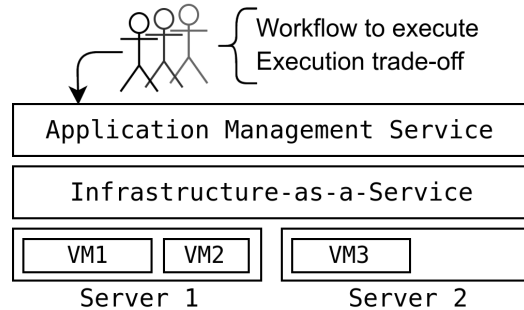 Workflow to execute
Execution trade-off
Application Management Service
Infrastructure-as-a-Service
VM1 VM2 VM3
Server 1 Server 2